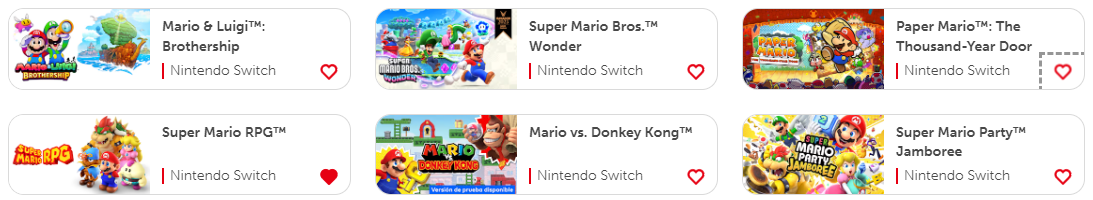 Mario & Luigi™:
Brothership
Nintendo Switch
MARIO & LUIGI
BROTHERSHIP
Super Mario Bros.™
Wonder
Nintendo Switch
SUPER
MARIO BROS.
WONDER
Paper Mario™: The
Thousand-Year Door
Nintendo Switch
PAPER
MARIO
Super Mario RPG™
Nintendo Switch
SUPER
MARIO RPG
Mario vs. Donkey Kong™
Nintendo Switch
MARIO
DONKEY KONG
Versión de prueba disponible
Super Mario Party™
Jamboree
Nintendo Switch
SUPER
MARIO PARTY
JAMBOREE